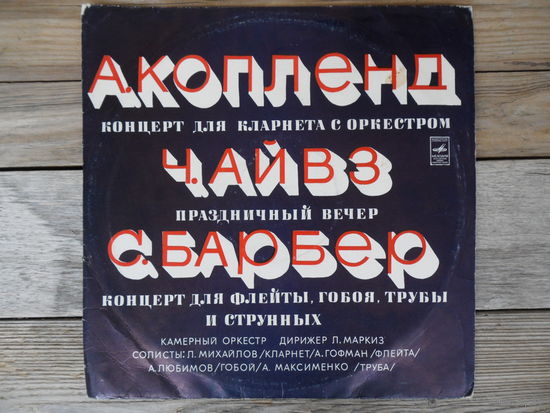 А.КОПЛЕНД
КОНЦЕРТ ДЛЯ КЛАРНЕТА С ОРКЕСТРОМ
Ч.АЙВЗ
ПРАЗДНИЧНЫЙ ВЕЧЕР
С.БАРБЕР
КОНЦЕРТ ДЛЯ ФЛЕЙТЫ, ГОБОЯ, ТРУБЫ
И СТРУННЫХ
КАМЕРНЫЙ ОРКЕСТР ДИРИЖЕР Л.МАРКИЗ
СОЛИСТЫ: Л.МИХАЙЛОВ/КЛАРНЕТ/А.ГОФМАН/ФЛЕЙТА/
А.ЛЮБИМОВ/ГОБОЙ/А. МАКСИМЕНКО /ТРУБА/